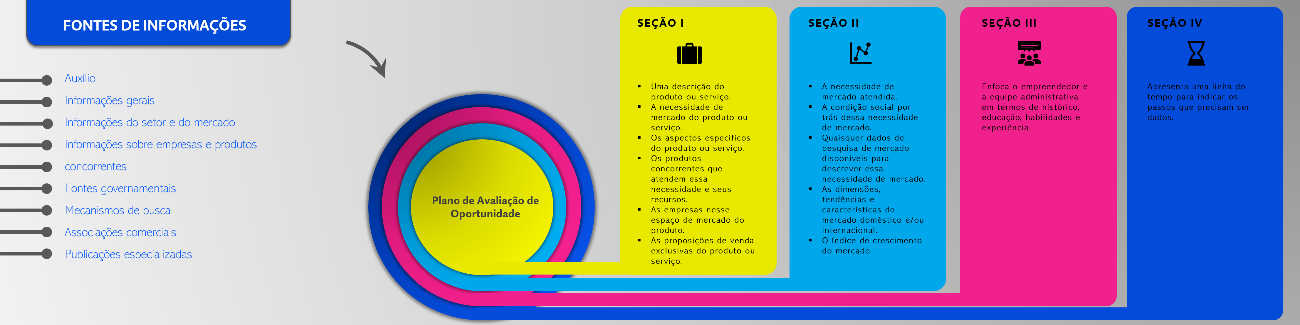 FONTES DE INFORMAÇÕES
Auxílio
Informações gerais
Informações do setor e do mercado
Informações sobre empresas e produtos
concorrentes
Fontes governamentais
Mecanismos de busca
Associações comerciais
Publicações especializadas
Plano de Avaliação de
Oportunidade
SEÇÃO I
Uma descrição do
produto ou serviço.
A necessidade de
mercado do produto ou
serviço.
Os aspectos específicos
do produto ou serviço.
Os produtos
concorrentes que
atendem essa
necessidade e seus
recursos.
As empresas nesse
espaço de mercado do
produto.
As proposições de venda
exclusivas do produto ou
serviço.
SEÇÃO II
A necessidade de
mercado atendida.
A condição social por
trás dessa necessidade
de mercado.
Quaisquer dados de
pesquisa de mercado
disponíveis para
descrever essa
necessidade de mercado.
As dimensões,
tendências e
características do
mercado doméstico e/ou
internacional.
O índice de crescimento
do mercado.
SEÇÃO III
Enfoca o empreendedor e
a equipe administrativa
em termos de histórico,
educação, habilidades e
experiência.
SEÇÃO IV
Apresenta uma linha do
tempo para indicar os
passos que precisam ser
dados.